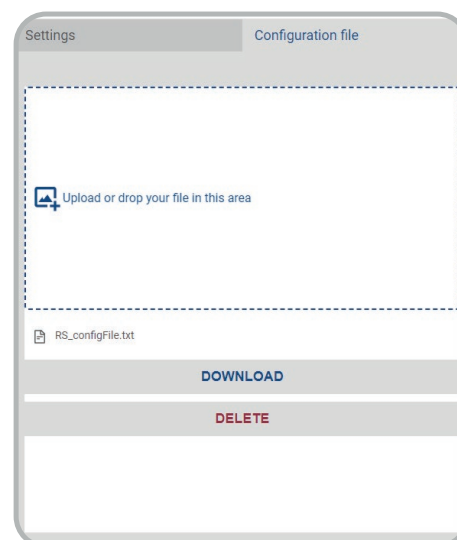 Settings
Configuration file
Upload or drop your file in this area
RS_configFile.txt
DOWNLOAD
DELETE